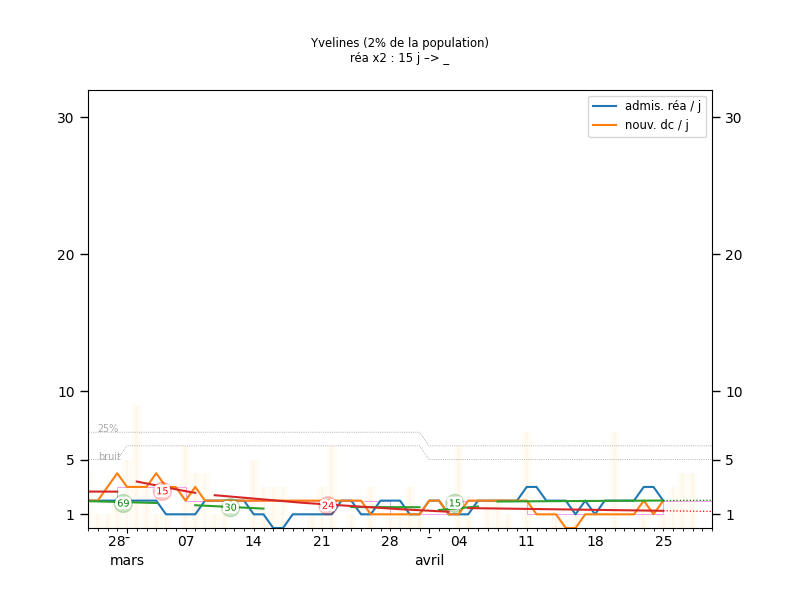 Yvelines (2% de la population)
réa x2 : 15 j –> _
admis. réa / j
nouv. dc / j
30 30
20 20
10 10
25%
bruit
5 5
69 15 30 24 15
1 1
28 07 14 21 28 04 11 18 25
mars avril